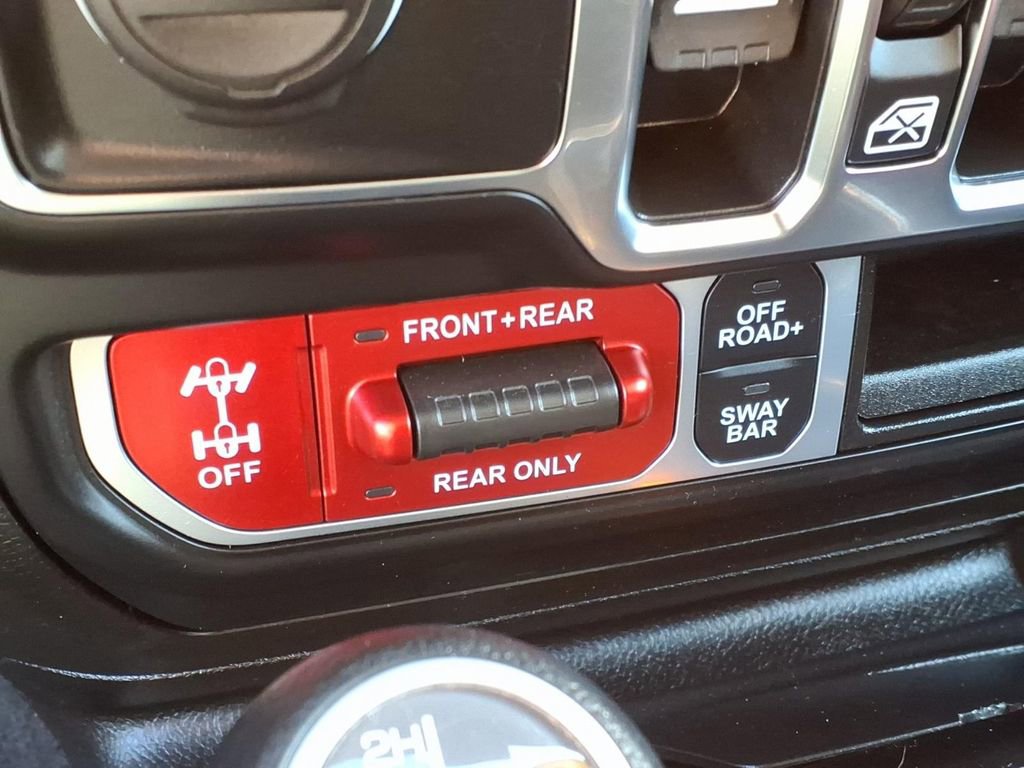 FRONT+REAR
OFF
ROAD+
SWAY
BAR
OFF
REAR ONLY
2H